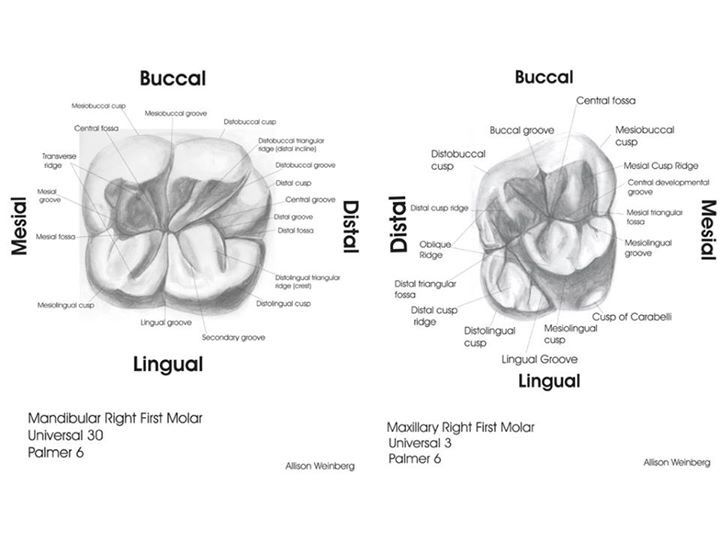 Buccal
Mesiobuccal cusp
Mesiobuccal groove
Distobuccal cusp
Central fossa
Distobuccal triangular
ridge (distal incline)
Transverse
ridge
Distobuccal groove
Distal cusp
Mesial
groove
Central groove
Distal groove
Mesial fossa
Distal fossa
Mesial
Distal
Distolingual triangular
ridge (crest)
Mesiolingual cusp
Distolingual cusp
Lingual groove
Secondary groove
Lingual
Mandibular Right First Molar
Universal 30
Palmer 6
Allison Weinberg
Buccal
Central fossa
Buccal groove
Mesiobuccal
cusp
Distobuccal
cusp
Mesial Cusp Ridge
Central developmental
groove
Distal cusp ridge
Mesial triangular
fossa
Distal
Mesial
Oblique
Ridge
Mesiolingual
groove
Distal triangular
fossa
Distal cusp
ridge
Cusp of Carabelli
Distolingual
cusp
Mesiolingual
cusp
Lingual Groove
Lingual
Maxillary Right First Molar
Universal 3
Palmer 6
Allison Weinberg